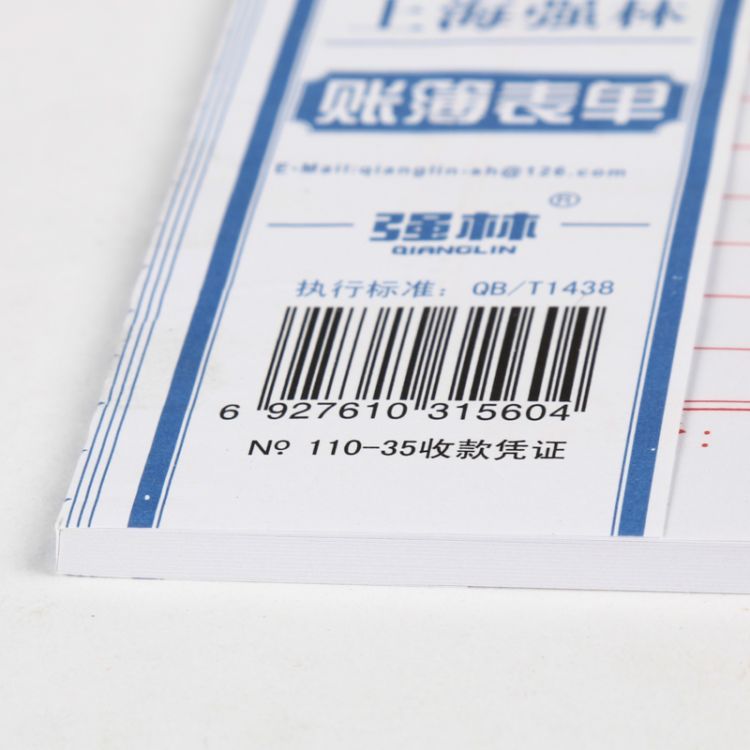 上海强林
账簿表单
E-Mail:qianglin-sh@126.com
强林®
QIANGLIN
执行标准：QB/T1438
6 927610 315604
№ 110-35收款凭证